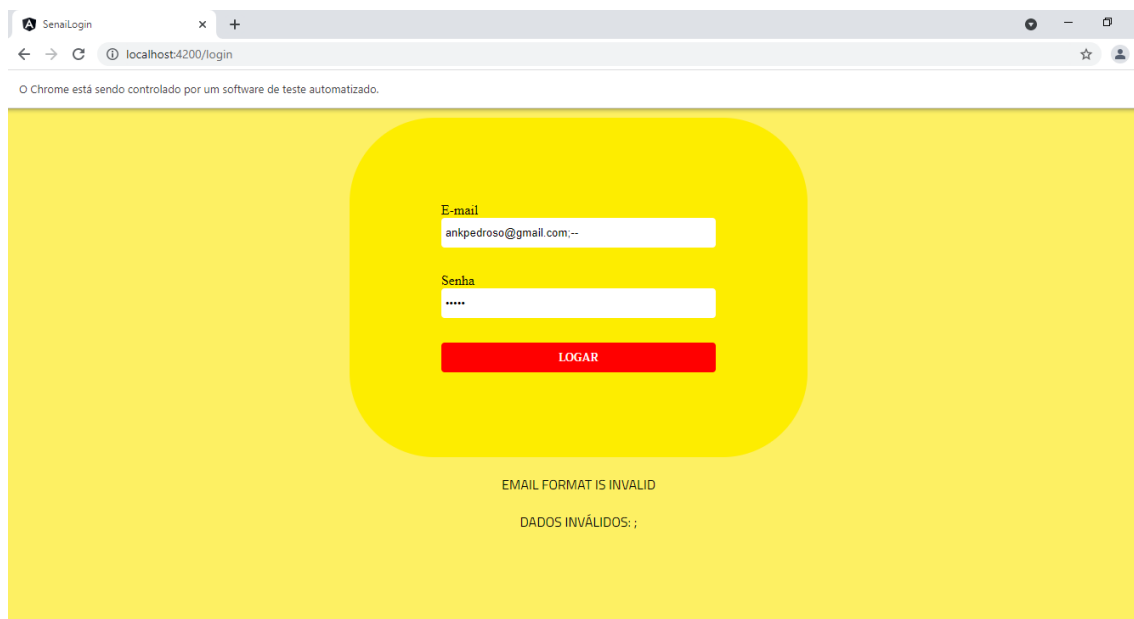 SenaiLogin
localhost:4200/login
O Chrome está sendo controlado por um software de teste automatizado.
E-mail
ankpedroso@gmail.com;--
Senha
•••••
LOGAR
EMAIL FORMAT IS INVALID
DADOS INVÁLIDOS: ;